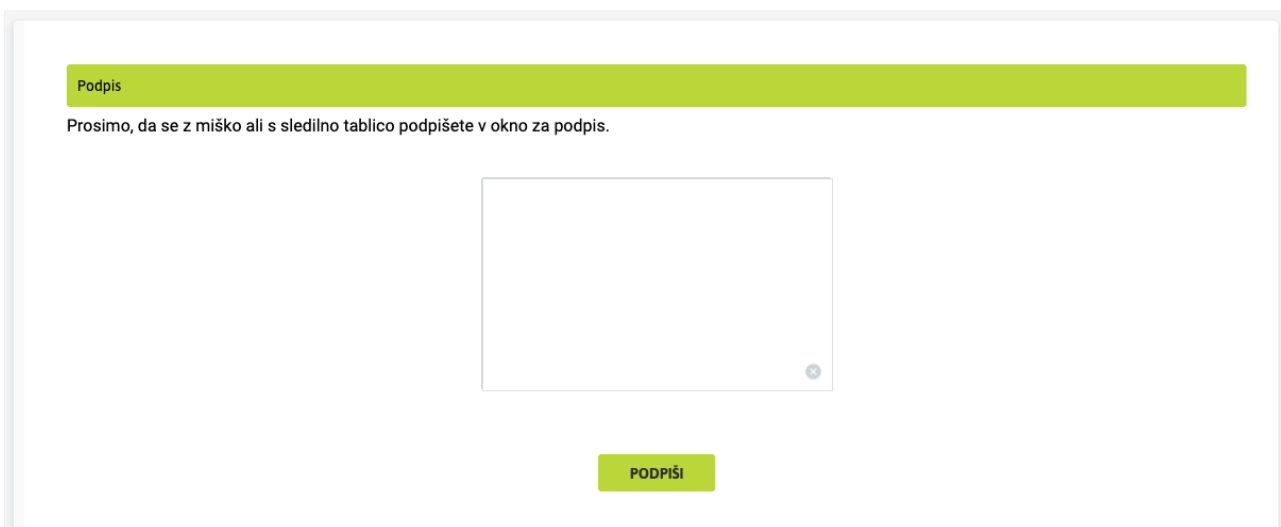 Podpis
Prosimo, da se z miško ali s sledilno tablico podpišete v okno za podpis.
PODPIŠI